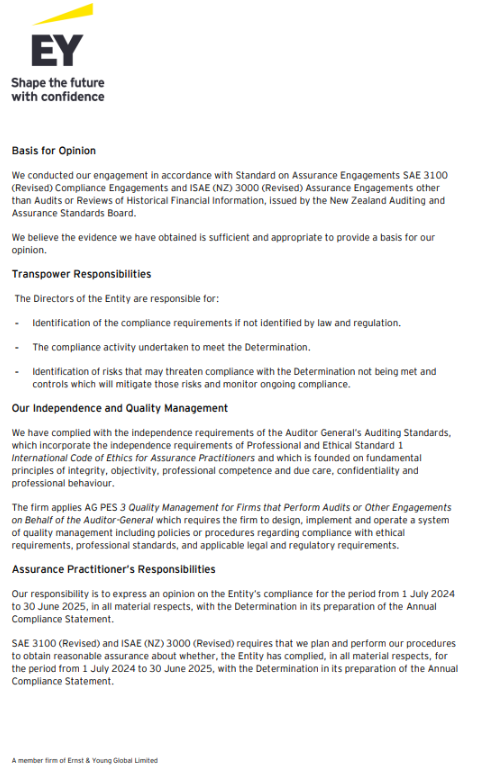 EY
Shape the future
with confidence
Basis for Opinion
We conducted our engagement in accordance with Standard on Assurance Engagements SAE 3100
(Revised) Compliance Engagements and ISAE (NZ) 3000 (Revised) Assurance Engagements other
than Audits or Reviews of Historical Financial Information, issued by the New Zealand Auditing and
Assurance Standards Board.
We believe the evidence we have obtained is sufficient and appropriate to provide a basis for our
opinion.
Transpower Responsibilities
The Directors of the Entity are responsible for:
- Identification of the compliance requirements if not identified by law and regulation.
- The compliance activity undertaken to meet the Determination.
- Identification of risks that may threaten compliance with the Determination not being met and
controls which will mitigate those risks and monitor ongoing compliance.
Our Independence and Quality Management
We have complied with the independence requirements of the Auditor General's Auditing Standards,
which incorporate the independence requirements of Professional and Ethical Standard 1
International Code of Ethics for Assurance Practitioners and which is founded on fundamental
principles of integrity, objectivity, professional competence and due care, confidentiality and
professional behaviour.
The firm applies AG PES 3 Quality Management for Firms that Perform Audits or Other Engagements
on Behalf of the Auditor-General which requires the firm to design, implement and operate a system
of quality management including policies or procedures regarding compliance with ethical
requirements, professional standards, and applicable legal and regulatory requirements.
Assurance Practitioner's Responsibilities
Our responsibility is to express an opinion on the Entity's compliance for the period from 1 July 2024
to 30 June 2025, in all material respects, with the Determination in its preparation of the Annual
Compliance Statement.
SAE 3100 (Revised) and ISAE (NZ) 3000 (Revised) requires that we plan and perform our procedures
to obtain reasonable assurance about whether, the Entity has complied, in all material respects, for
the period from 1 July 2024 to 30 June 2025, with the Determination in its preparation of the Annual
Compliance Statement.
A member firm of Ernst & Young Global Limited